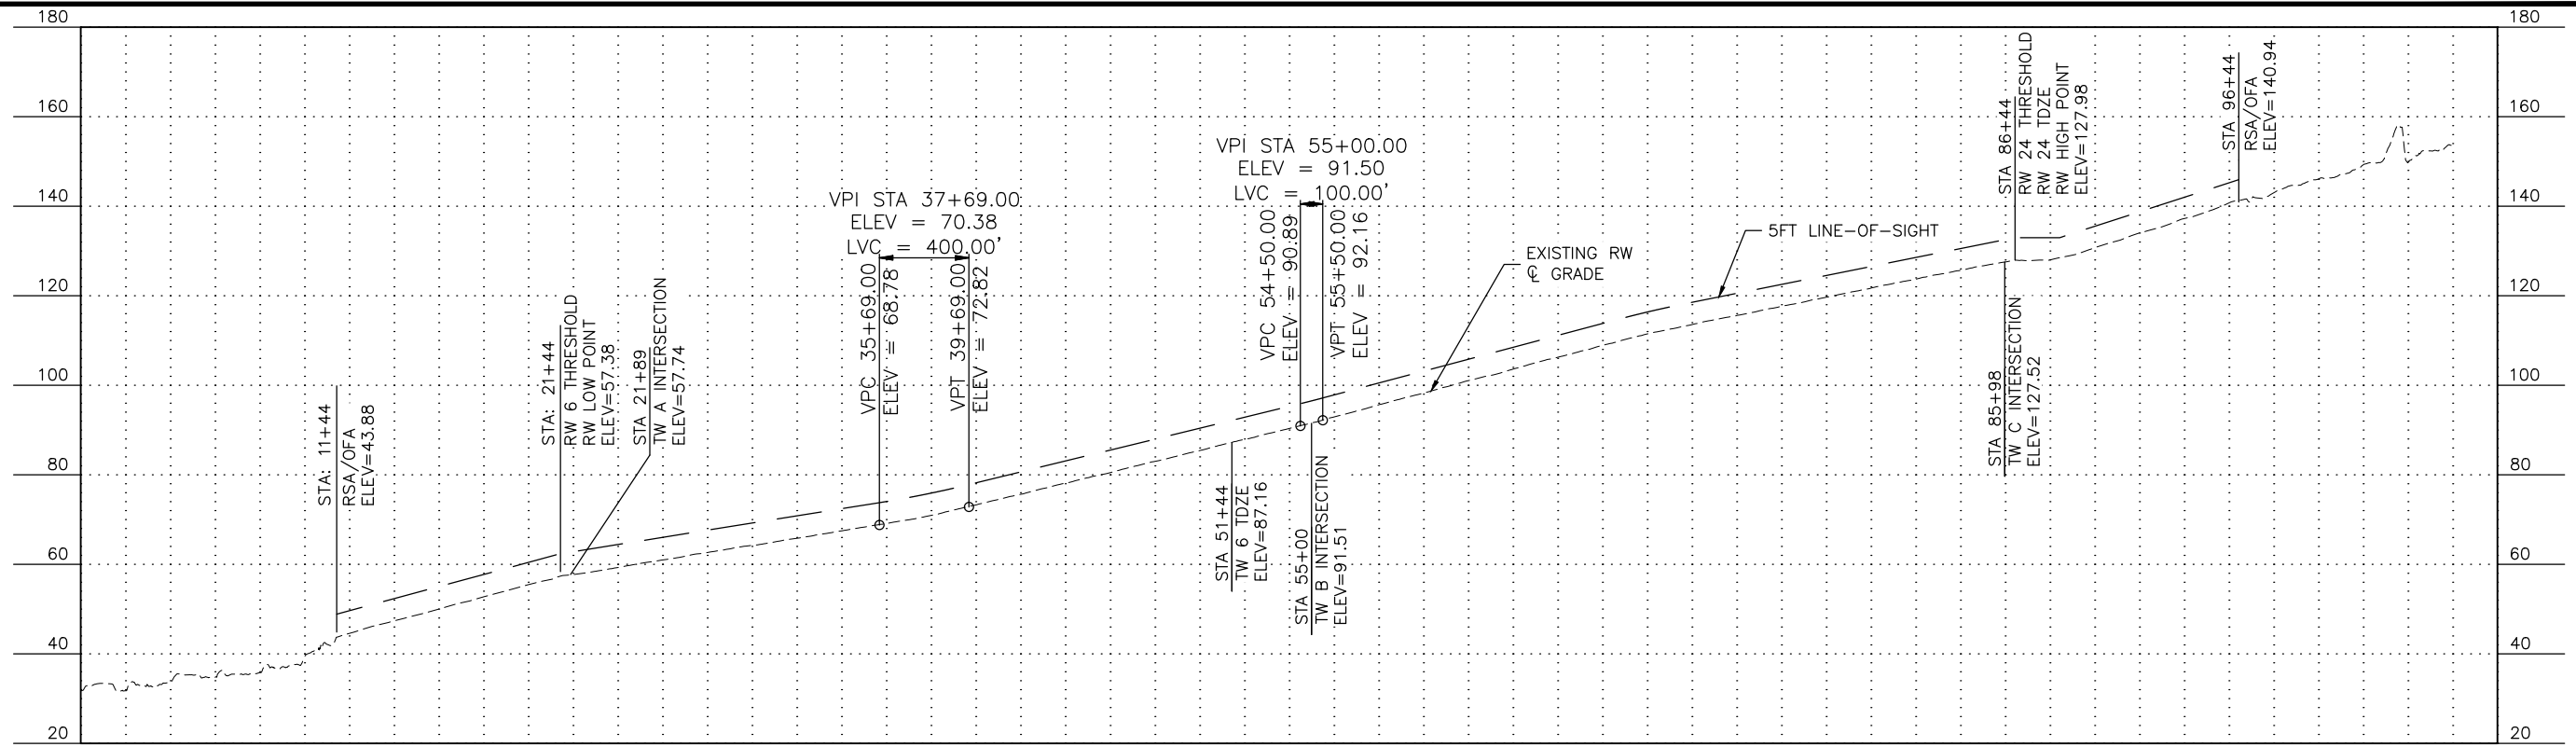 180
160
140
120
100
80
60
40
20
STA: 11+44
RSA/OFA
ELEV=43.88
STA: 21+44
RW 6 THRESHOLD
RW LOW POINT
ELEV=57.38
STA 21+89
TW A INTERSECTION
ELEV=57.74
VPI STA 37+69.00
ELEV = 70.38
LVC = 400.00'
VPC 35+69.00
ELEV = 68.78
VPT 39+69.00
ELEV = 72.82
VPI STA 55+00.00
ELEV = 91.50
LVC = 100.00'
VPC 54+50.00
ELEV = 90.89
VPT 55+50.00
ELEV = 92.16
STA 51+44
TW 6 TDZE
ELEV=87.16
STA 55+00
TW B INTERSECTION
ELEV=91.51
EXISTING RW
℄ GRADE
5FT LINE-OF-SIGHT
STA 86+44
RW 24 THRESHOLD
RW 24 TDZE
RW HIGH POINT
ELEV=127.98
STA 85+98
TW C INTERSECTION
ELEV=127.52
STA 96+44
RSA/OFA
ELEV=140.94
180
160
140
120
100
80
60
40
20